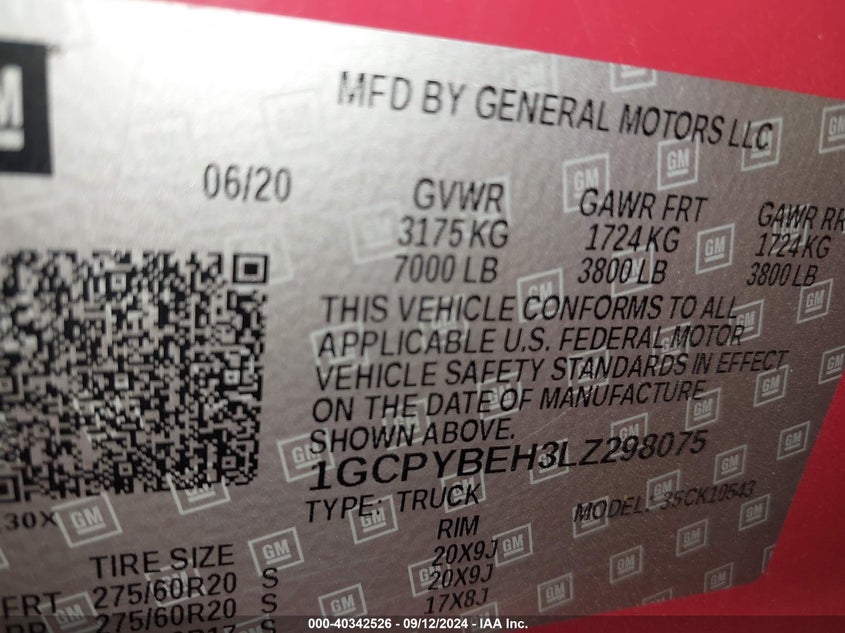 GM
MFD BY GENERAL MOTORS LLC
06/20 GVWR GAWR FRT GAWR RR
3175 KG 1724 KG 1724 KG
7000 LB 3800 LB 3800 LB
THIS VEHICLE CONFORMS TO ALL
APPLICABLE U.S. FEDERAL MOTOR
VEHICLE SAFETY STANDARDS IN EFFECT
ON THE DATE OF MANUFACTURE
SHOWN ABOVE.
1GCPYBEH3LZ298075
TYPE: TRUCK MODEL: 35CK10543
30X
TIRE SIZE RIM
FRT 275/60R20 S 20X9J
275/60R20 S 20X9J
17X8J
000-40342526 - 09/12/2024 - IAA Inc.